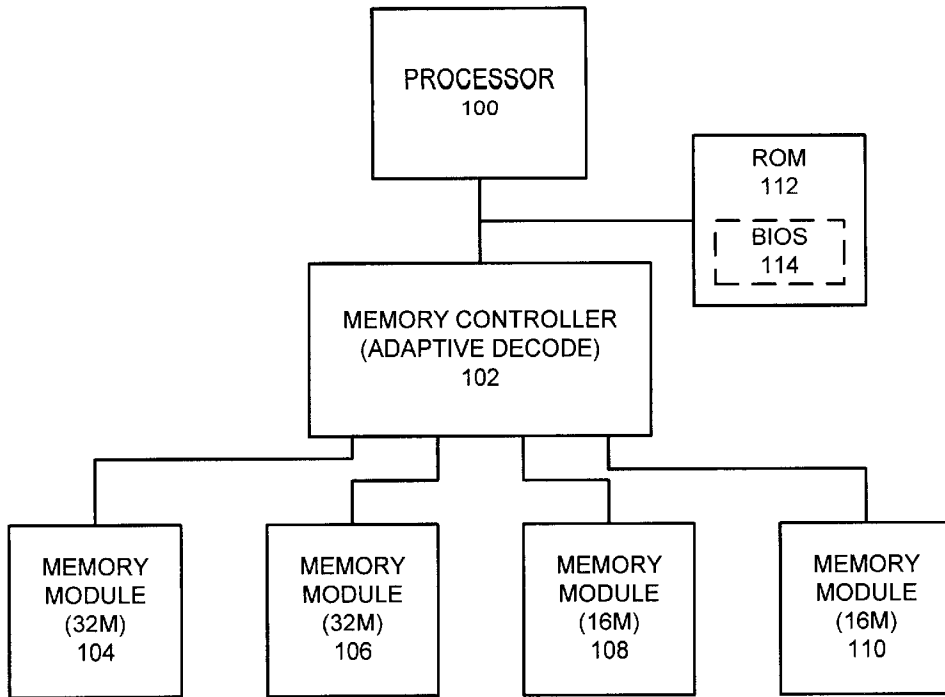 PROCESSOR
100
ROM
112
BIOS
114
MEMORY CONTROLLER
(ADAPTIVE DECODE)
102
MEMORY
MODULE
(32M)
104
MEMORY
MODULE
(32M)
106
MEMORY
MODULE
(16M)
108
MEMORY
MODULE
(16M)
110